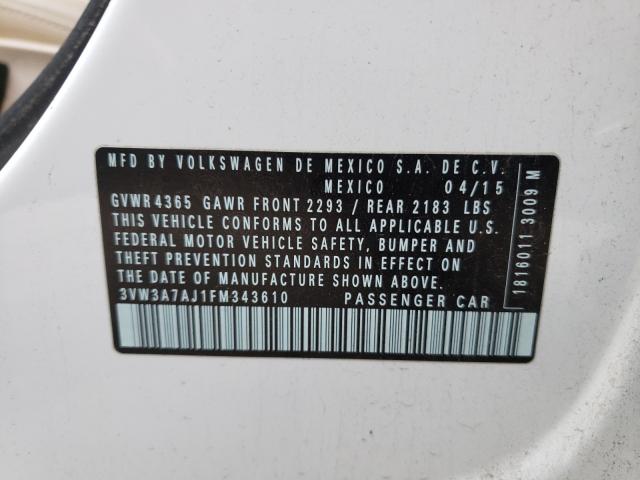 MFD BY VOLKSWAGEN DE MEXICO S.A. DE C.V.
MEXICO 04/15
GVWR 4365 GAWR FRONT 2293 / REAR 2183 LBS
THIS VEHICLE CONFORMS TO ALL APPLICABLE U.S.
FEDERAL MOTOR VEHICLE SAFETY, BUMPER AND
THEFT PREVENTION STANDARDS IN EFFECT ON
THE DATE OF MANUFACTURE SHOWN ABOVE.
3VW3A7AJ1FM343610 PASSENGER CAR
1816011 3009 M